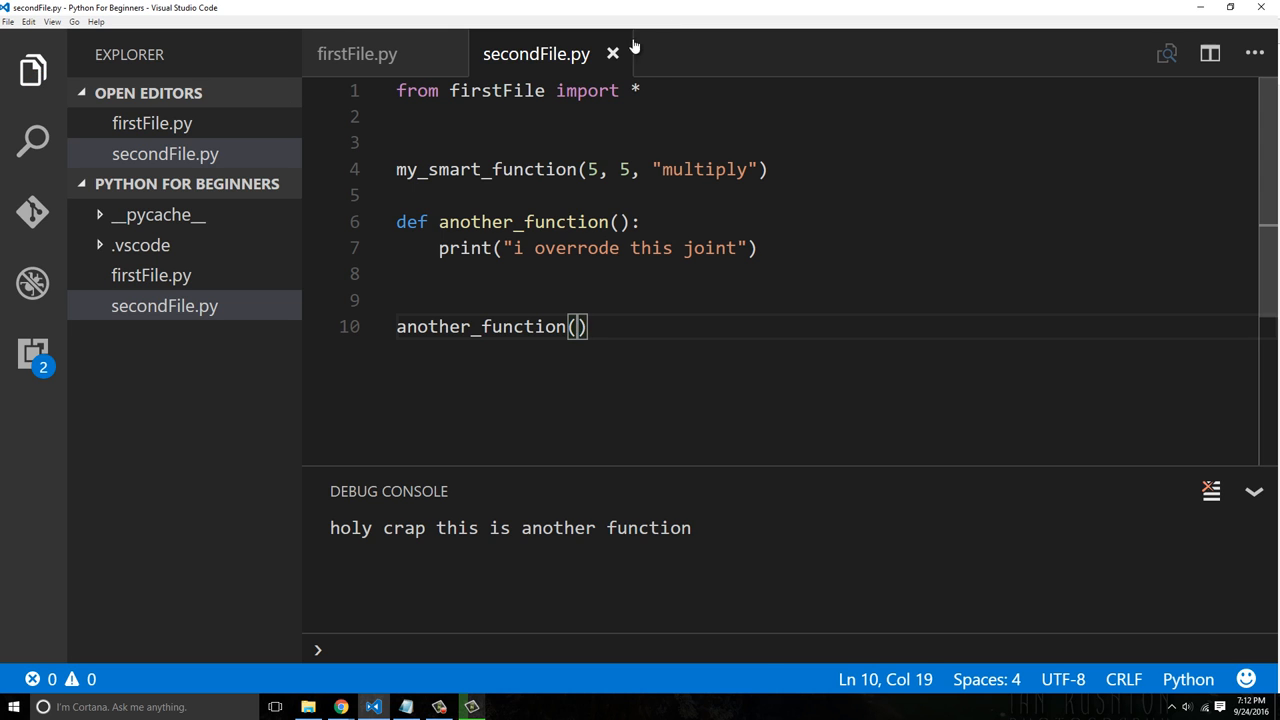 secondFile.py - Python For Beginners - Visual Studio Code
File Edit View Go Help
EXPLORER
OPEN EDITORS
firstFile.py
secondFile.py
PYTHON FOR BEGINNERS
__pycache__
.vscode
firstFile.py
secondFile.py
2
firstFile.py secondFile.py
1 from firstFile import *
2
3
4 my_smart_function(5, 5, "multiply")
5
6 def another_function():
7 print("i overrode this joint")
8
9
10 another_function()
DEBUG CONSOLE
holy crap this is another function
0 0 Ln 10, Col 19 Spaces: 4 UTF-8 CRLF Python
I'm Cortana. Ask me anything.
7:12 PM
9/24/2016